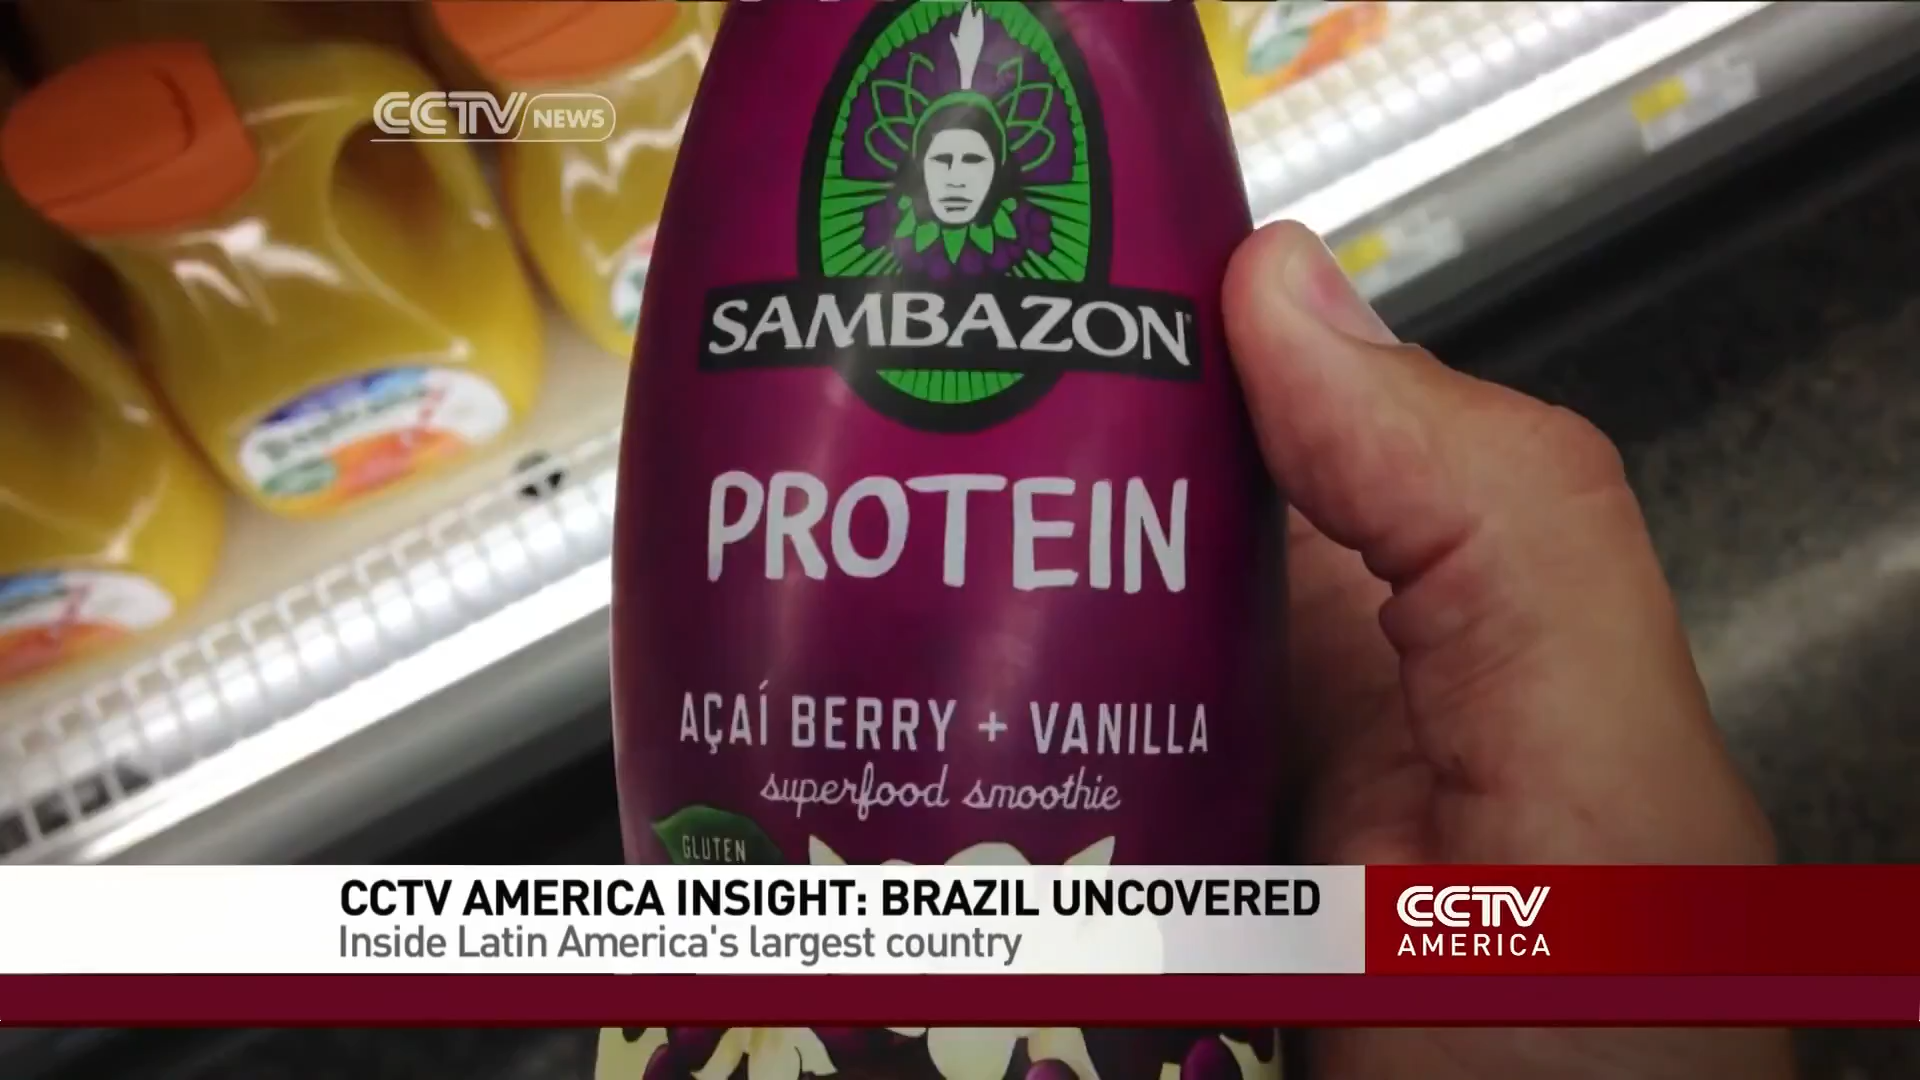 CCTV NEWS
SAMBAZON
PROTEIN
AÇAÍ BERRY + VANILLA
superfood smoothie
GLUTEN
CCTV AMERICA INSIGHT: BRAZIL UNCOVERED
Inside Latin America's largest country
CCTV
AMERICA